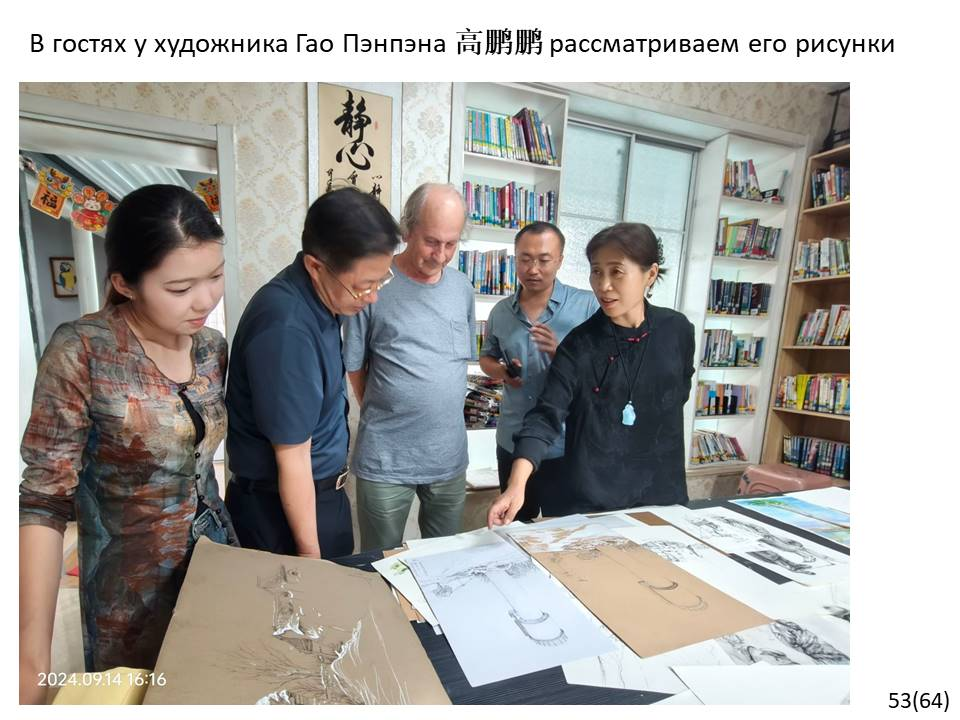 В гостях у художника Гао Пэнпэна 高鹏鹏 рассматриваем его рисунки
静
心
福
2024.09.14 16:16
53(64)